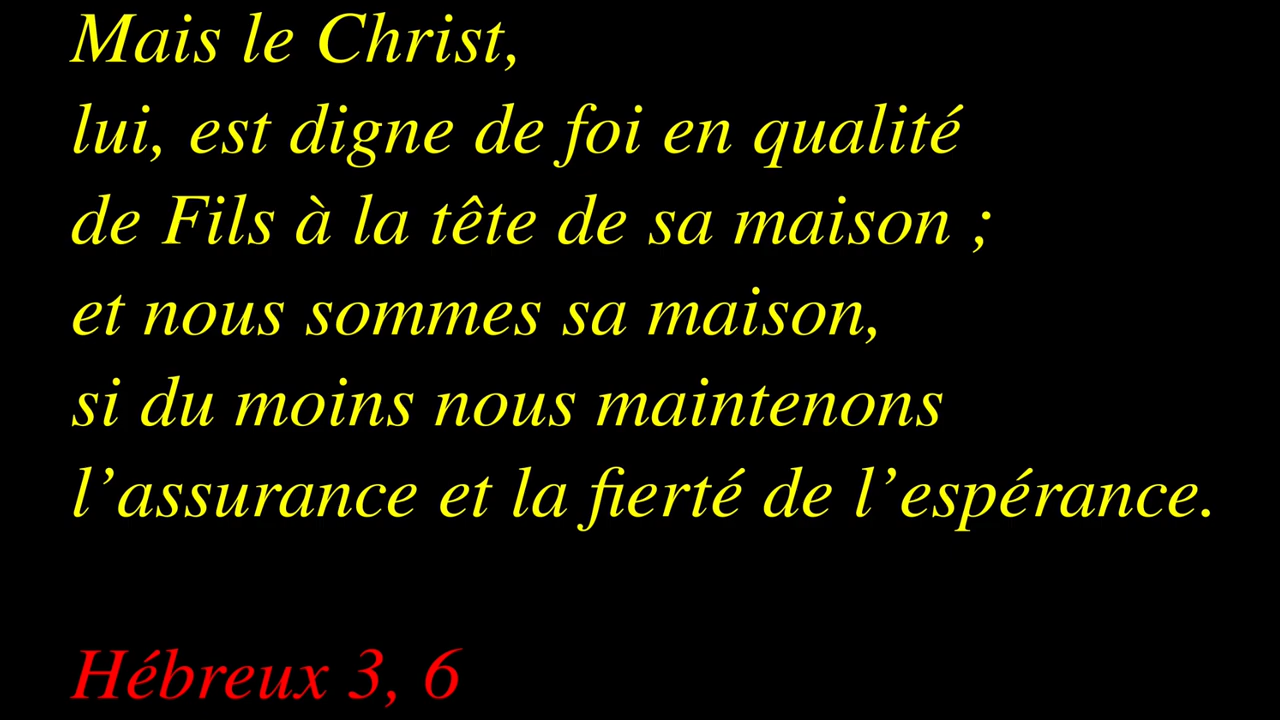 Mais le Christ,
lui, est digne de foi en qualité
de Fils à la tête de sa maison ;
et nous sommes sa maison,
si du moins nous maintenons
l’assurance et la fierté de l’espérance.
Hébreux 3, 6